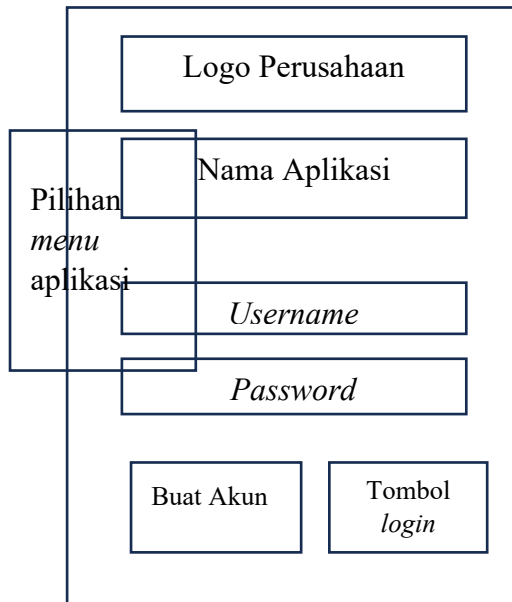 Logo Perusahaan
Nama Aplikasi
Pilihan
menu
aplikasi
Username
Password
Buat Akun
Tombol
login